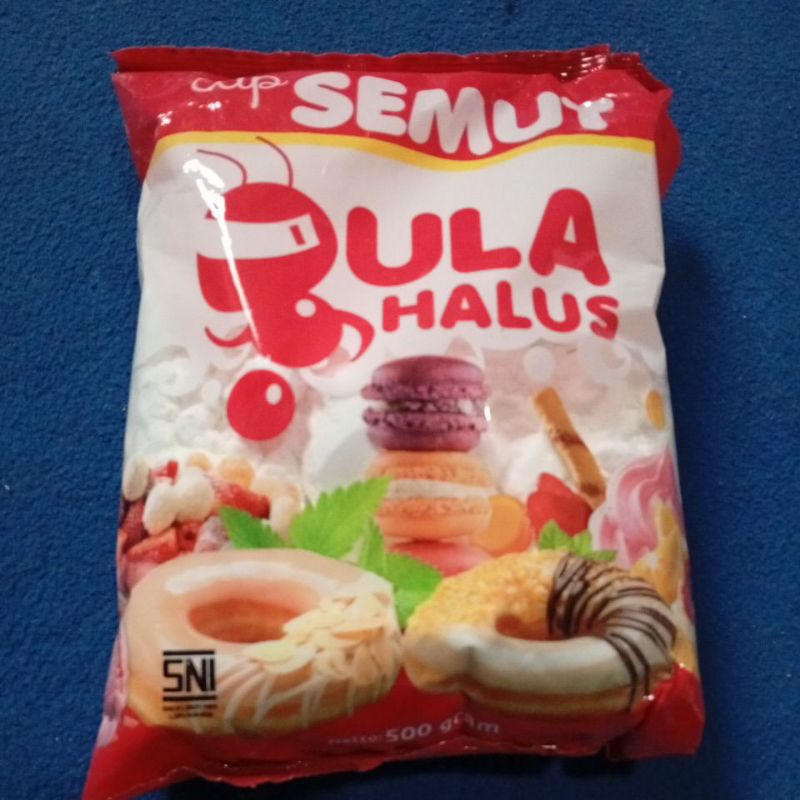 cap SEMUT
GULA
HALUS
SNI
Netto: 500 gram